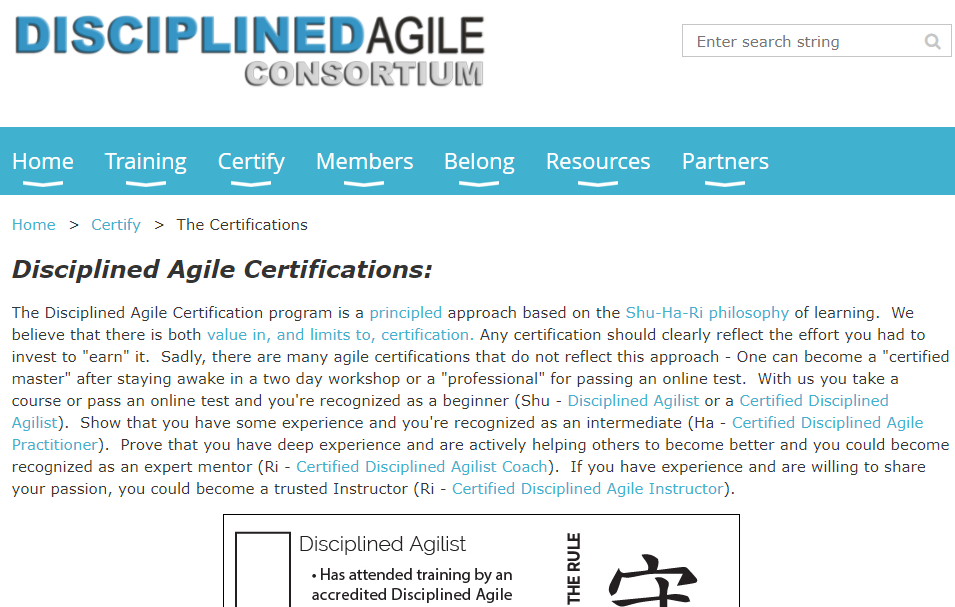 DISCIPLINEDAGILE
CONSORTIUM
Enter search string
Home Training Certify Members Belong Resources Partners
Home > Certify > The Certifications
Disciplined Agile Certifications:
The Disciplined Agile Certification program is a principled approach based on the Shu-Ha-Ri philosophy of learning.  We
believe that there is both value in, and limits to, certification. Any certification should clearly reflect the effort you had to
invest to "earn" it.  Sadly, there are many agile certifications that do not reflect this approach - One can become a "certified
master" after staying awake in a two day workshop or a "professional" for passing an online test.  With us you take a
course or pass an online test and you're recognized as a beginner (Shu - Disciplined Agilist or a Certified Disciplined
Agilist).  Show that you have some experience and you're recognized as an intermediate (Ha - Certified Disciplined Agile
Practitioner).  Prove that you have deep experience and are actively helping others to become better and you could become
recognized as an expert mentor (Ri - Certified Disciplined Agilist Coach).  If you have experience and are willing to share
your passion, you could become a trusted Instructor (Ri - Certified Disciplined Agile Instructor).
Disciplined Agilist
• Has attended training by an
accredited Disciplined Agile
THE RULE